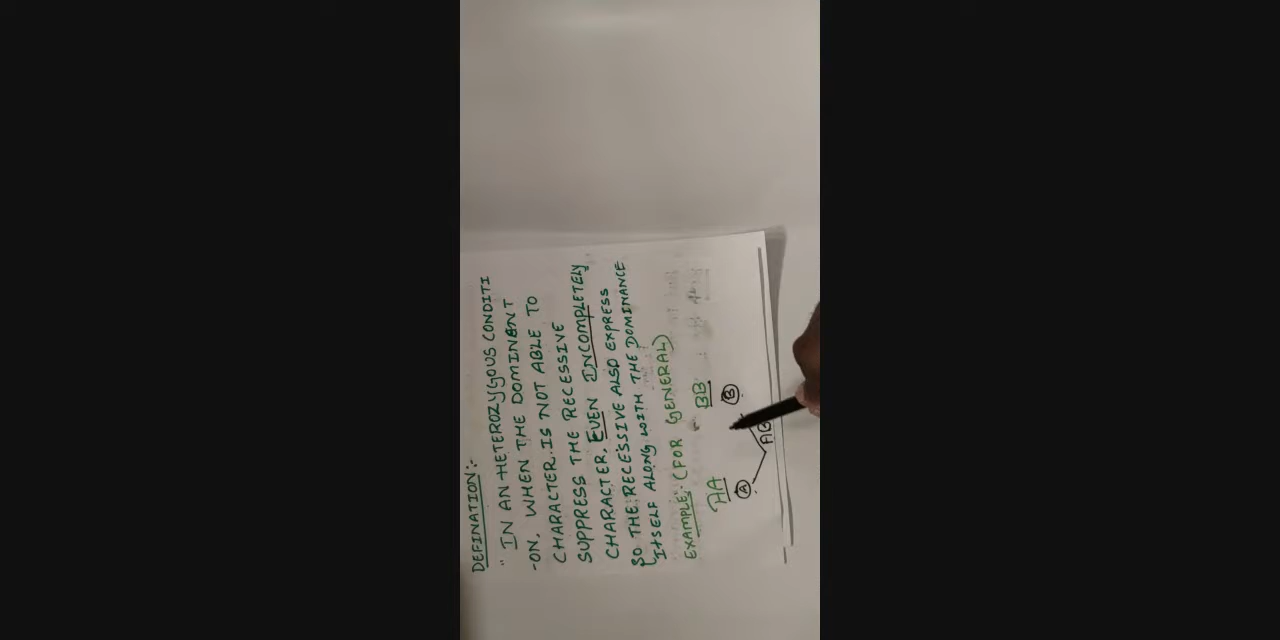 DEFINATION:-
" IN AN HETEROZYGOUS CONDITI
-ON. WHEN THE DOMINENT
CHARACTER IS NOT ABLE TO
SUPPRESS THE RECESSIVE
CHARACTER. EVEN INCOMPLETELY
SO THE RECESSIVE ALSO EXPRESS
ITSELF ALONG WITH THE DOMINANCE
EXAMPLE: (FOR GENERAL)
AA BB
A B